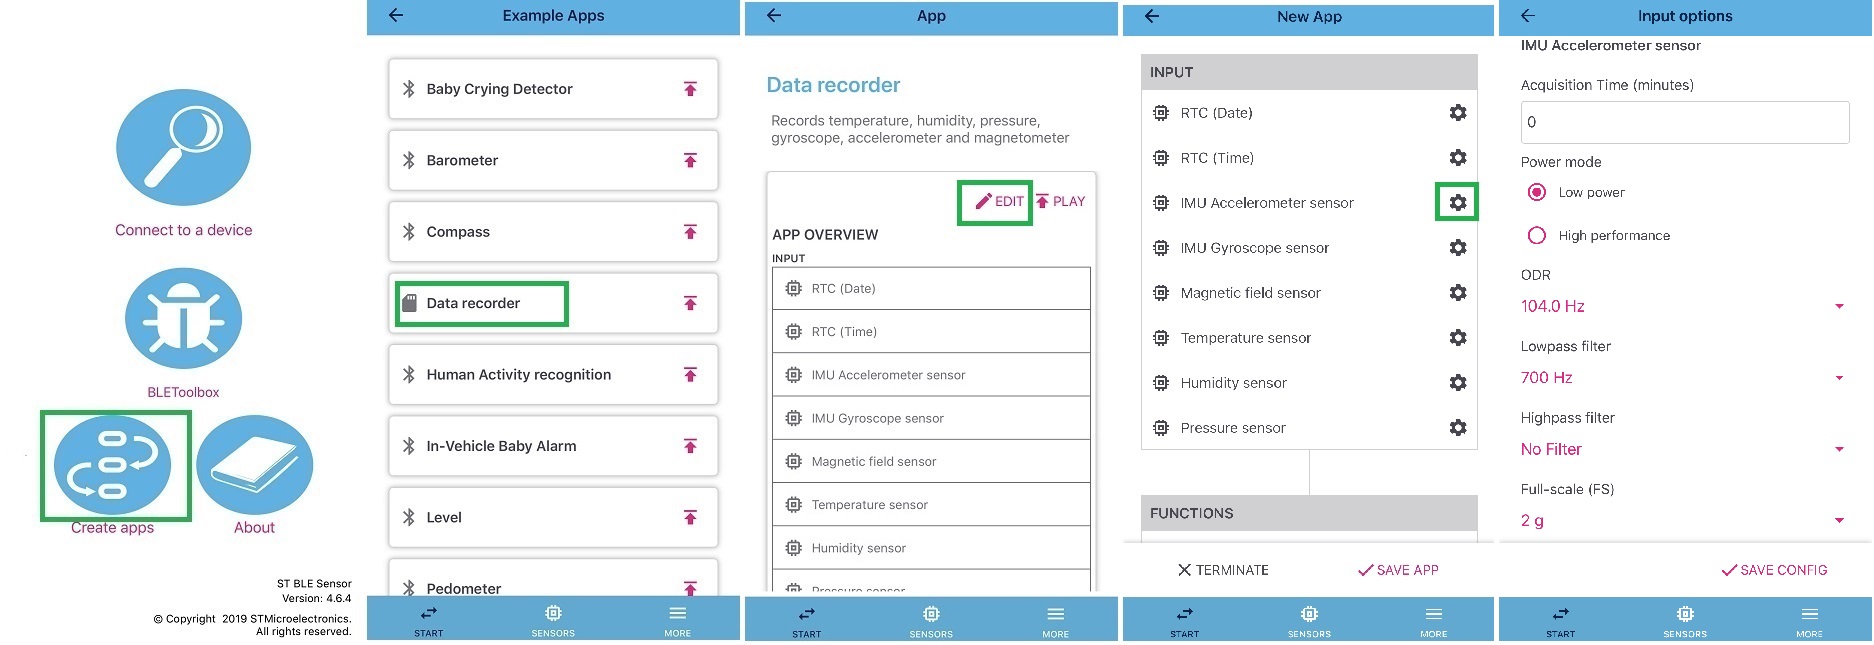 Connect to a device
BLEToolbox
Create apps
About
ST BLE Sensor
Version: 4.6.4
© Copyright 2019 STMicroelectronics.
All rights reserved.
Example Apps
Baby Crying Detector
Barometer
Compass
Data recorder
Human Activity recognition
In-Vehicle Baby Alarm
Level
Pedometer
START
SENSORS
MORE
App
Data recorder
Records temperature, humidity, pressure,
gyroscope, accelerometer and magnetometer
EDIT
PLAY
APP OVERVIEW
INPUT
RTC (Date)
RTC (Time)
IMU Accelerometer sensor
IMU Gyroscope sensor
Magnetic field sensor
Temperature sensor
Humidity sensor
Pressure sensor
START
SENSORS
MORE
New App
INPUT
RTC (Date)
RTC (Time)
IMU Accelerometer sensor
IMU Gyroscope sensor
Magnetic field sensor
Temperature sensor
Humidity sensor
Pressure sensor
FUNCTIONS
TERMINATE
SAVE APP
START
SENSORS
MORE
Input options
IMU Accelerometer sensor
Acquisition Time (minutes)
0
Power mode
Low power
High performance
ODR
104.0 Hz
Lowpass filter
700 Hz
Highpass filter
No Filter
Full-scale (FS)
2 g
SAVE CONFIG
START
SENSORS
MORE